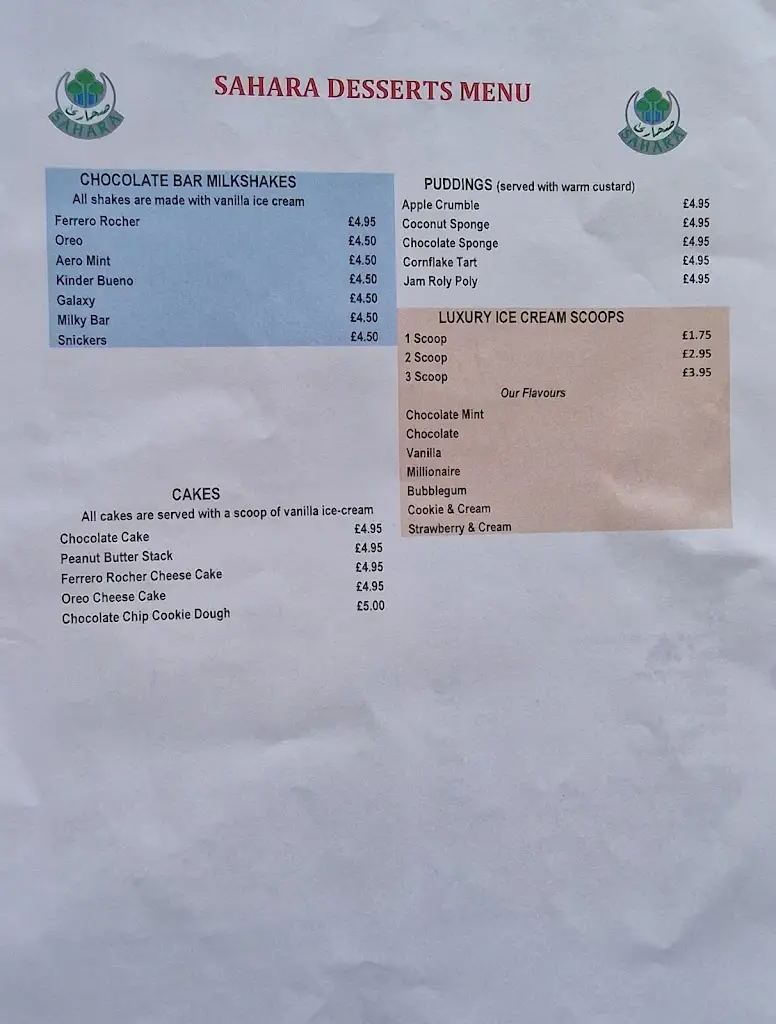 SAHARA DESSERTS MENU
صحارى
SAHARA
صحارى
SAHARA
CHOCOLATE BAR MILKSHAKES
All shakes are made with vanilla ice cream
Ferrero Rocher £4.95
Oreo £4.50
Aero Mint £4.50
Kinder Bueno £4.50
Galaxy £4.50
Milky Bar £4.50
Snickers £4.50
CAKES
All cakes are served with a scoop of vanilla ice-cream
Chocolate Cake £4.95
Peanut Butter Stack £4.95
Ferrero Rocher Cheese Cake £4.95
Oreo Cheese Cake £4.95
Chocolate Chip Cookie Dough £5.00
PUDDINGS (served with warm custard)
Apple Crumble £4.95
Coconut Sponge £4.95
Chocolate Sponge £4.95
Cornflake Tart £4.95
Jam Roly Poly £4.95
LUXURY ICE CREAM SCOOPS
1 Scoop £1.75
2 Scoop £2.95
3 Scoop £3.95
Our Flavours
Chocolate Mint
Chocolate
Vanilla
Millionaire
Bubblegum
Cookie & Cream
Strawberry & Cream